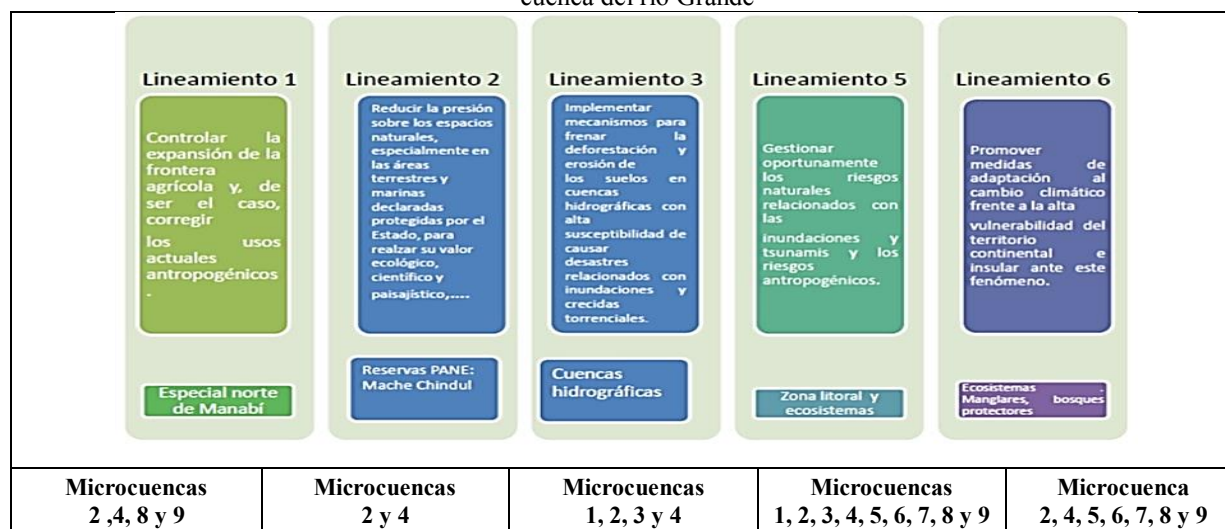 cuenca del río Grande
Lineamiento 1
Controlar la
expansión de la
frontera
agrícola y, de
ser el caso,
corregir
los usos
actuales
antropogénicos
.
Especial norte
de Manabí
Lineamiento 2
Reducir la presión
sobre los espacios
naturales,
especialmente en
las áreas
terrestres y
marinas
declaradas
protegidas por el
Estado, para
realzar su valor
ecológico,
científico y
paisajístico,....
Reservas PANE:
Mache Chindul
Lineamiento 3
Implementar
mecanismos para
frenar la
deforestación y
erosión de
los suelos en
cuencas
hidrográficas con
alta
susceptibilidad de
causar
desastres
relacionados con
inundaciones y
crecidas
torrenciales.
Cuencas
hidrográficas
Lineamiento 5
Gestionar
oportunamente
los riesgos
naturales
relacionados con
las
inundaciones y
tsunamis y los
riesgos
antropogénicos.
Zona litoral y
ecosistemas
Lineamiento 6
Promover
medidas de
adaptación al
cambio climático
frente a la alta
vulnerabilidad del
territorio
continental e
insular ante este
fenómeno.
Ecosistemas .
Manglares, bosques
protectores
Microcuencas
2 ,4, 8 y 9
Microcuencas
2 y 4
Microcuencas
1, 2, 3 y 4
Microcuencas
1, 2, 3, 4, 5, 6, 7, 8 y 9
Microcuenca
2, 4, 5, 6, 7, 8 y 9